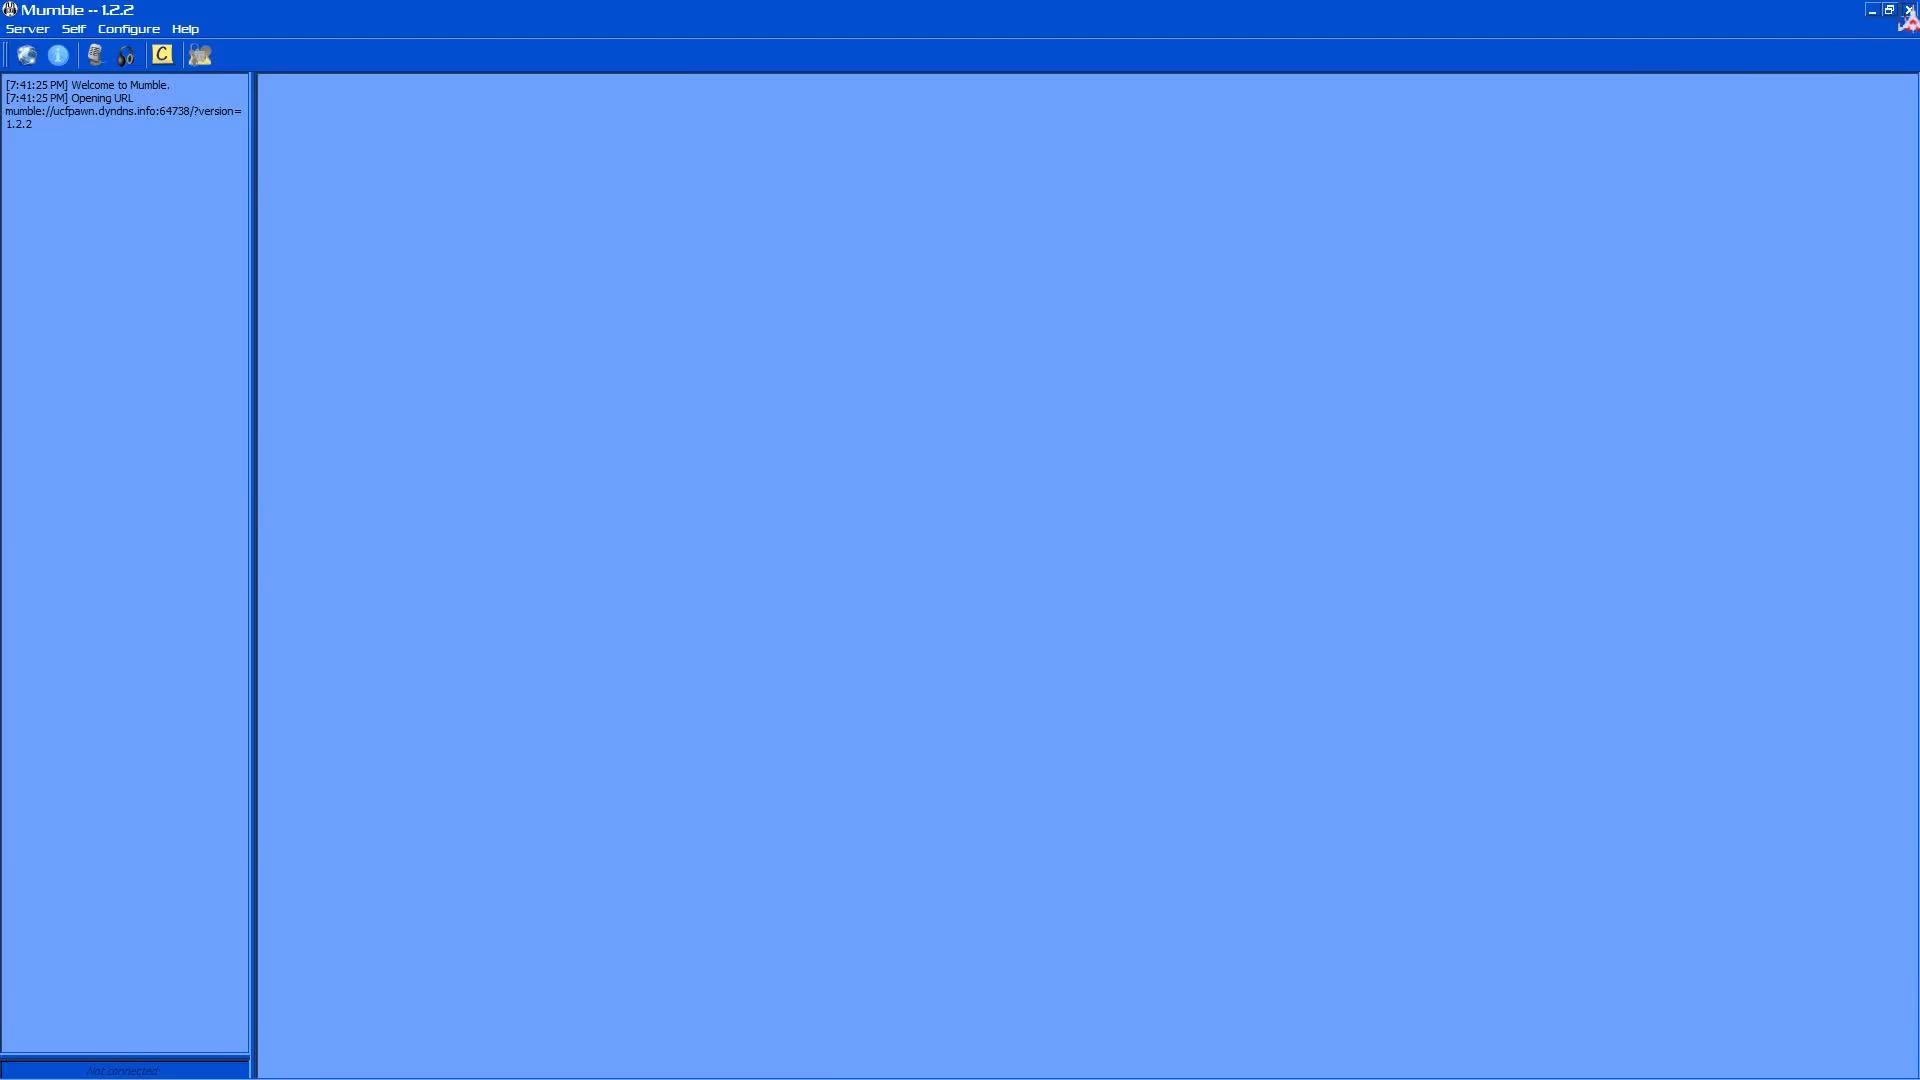 Mumble -- 1.2.2
Server Self Configure Help
C
[7:41:25 PM] Welcome to Mumble.
[7:41:25 PM] Opening URL
mumble://ucfpawn.dyndns.info:64738/?version=
1.2.2
Not connected